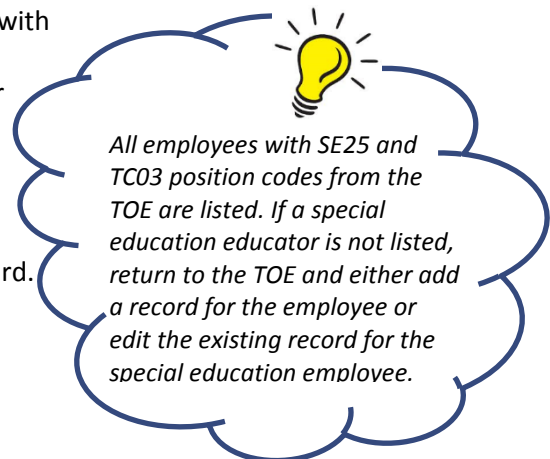 with
r
All employees with SE25 and
TC03 position codes from the
TOE are listed. If a special
education educator is not listed,
return to the TOE and either add
rd.
a record for the employee or
edit the existing record for the
special education employee.